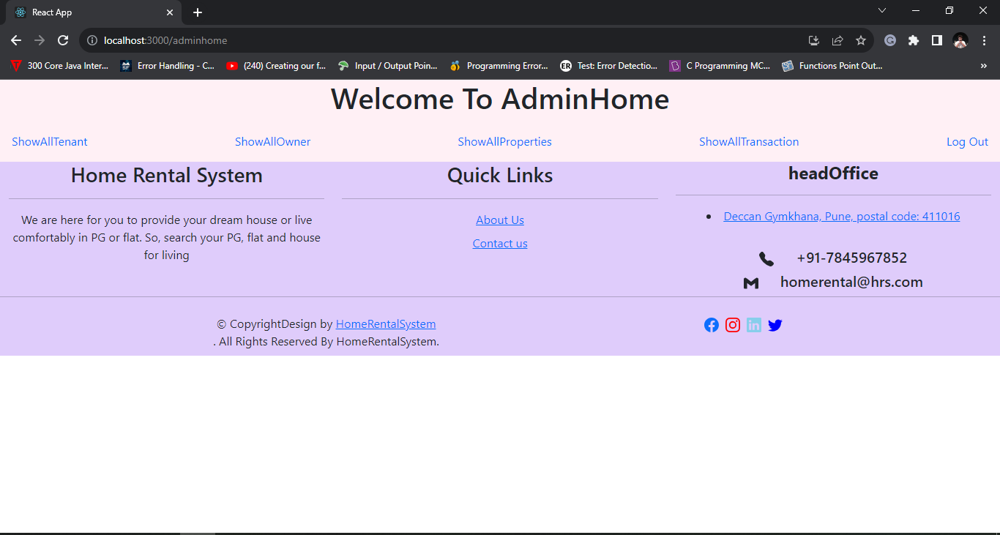 React App
localhost:3000/adminhome
300 Core Java Inter... Error Handling - C... (240) Creating our f... Input / Output Poin... Programming Error... ER Test: Error Detectio... C Programming MC... Functions Point Out... »
Welcome To AdminHome
ShowAllTenant ShowAllOwner ShowAllProperties ShowAllTransaction Log Out
Home Rental System
We are here for you to provide your dream house or live
comfortably in PG or flat. So, search your PG, flat and house
for living
Quick Links
About Us
Contact us
headOffice
• Deccan Gymkhana, Pune, postal code: 411016
+91-7845967852
homerental@hrs.com
© CopyrightDesign by HomeRentalSystem
. All Rights Reserved By HomeRentalSystem.